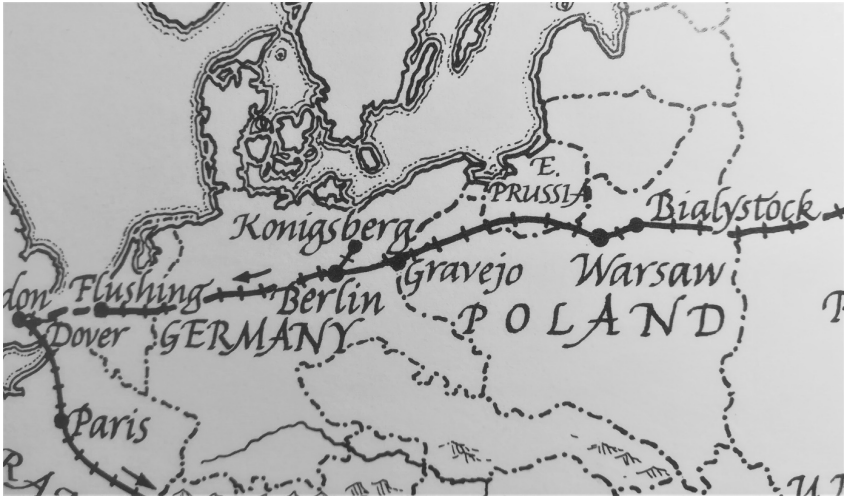 E.
PRUSSIA
Bialystock
Konigsberg
Gravejo
Warsaw
Flushing
Berlin
don
Dover
GERMANY
POLAND
Paris